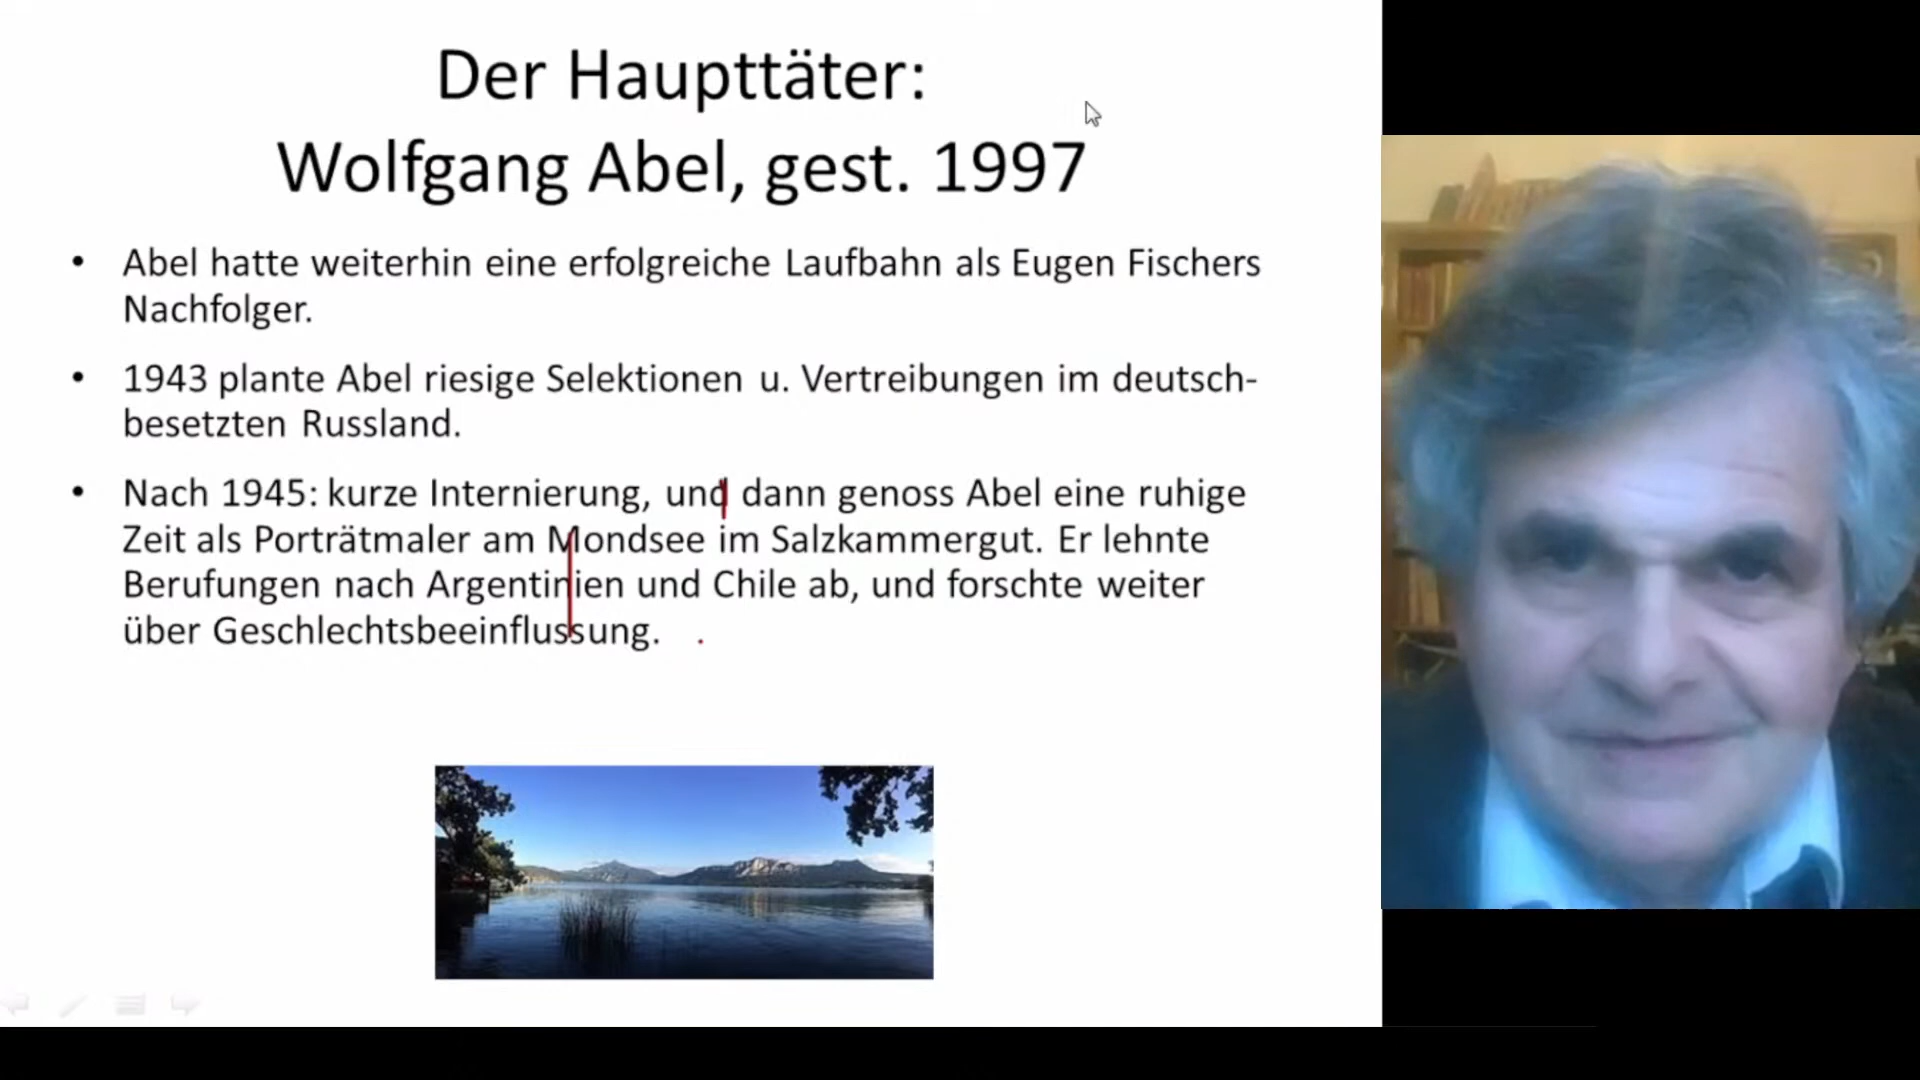 Der Haupttäter:
Wolfgang Abel, gest. 1997
• Abel hatte weiterhin eine erfolgreiche Laufbahn als Eugen Fischers
Nachfolger.
• 1943 plante Abel riesige Selektionen u. Vertreibungen im deutsch-
besetzten Russland.
• Nach 1945: kurze Internierung, und dann genoss Abel eine ruhige
Zeit als Porträtmaler am Mondsee im Salzkammergut. Er lehnte
Berufungen nach Argentinien und Chile ab, und forschte weiter
über Geschlechtsbeeinflussung.